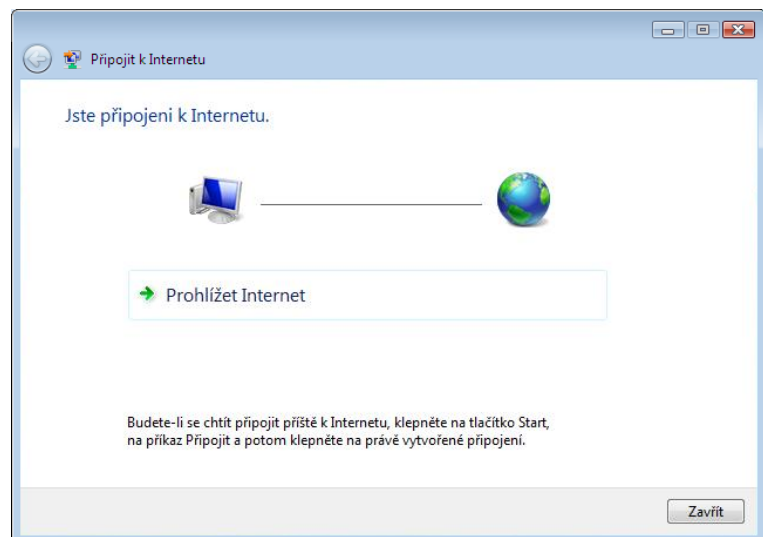 Připojit k Internetu
Jste připojeni k Internetu.
Prohlížet Internet
Budete-li se chtít připojit příště k Internetu, klepněte na tlačítko Start,
na příkaz Připojit a potom klepněte na právě vytvořené připojení.
Zavřít